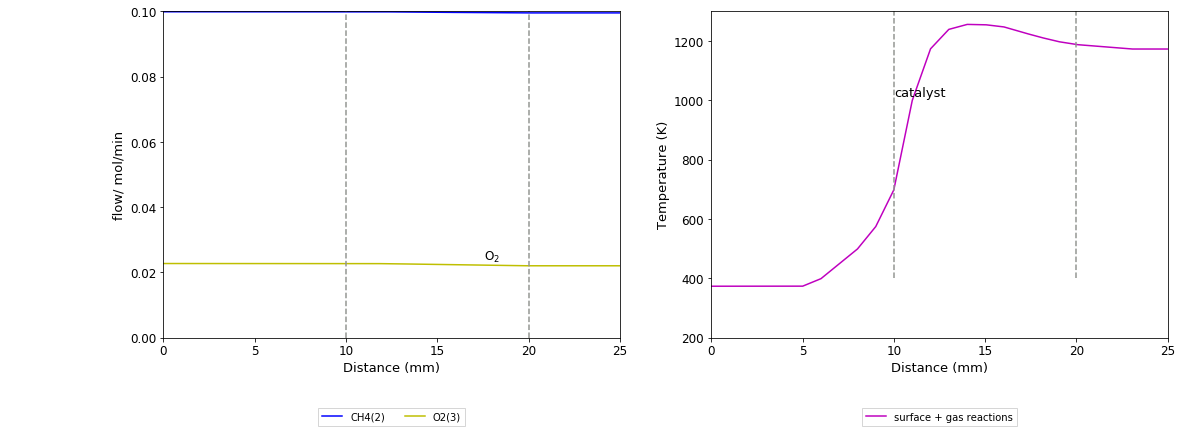 0.10
0.08
0.06
0.04
0.02
0.00
flow/ mol/min
O₂
0 5 10 15 20 25
Distance (mm)
CH4(2) O2(3)
1200
1000
800
600
400
200
Temperature (K)
catalyst
0 5 10 15 20 25
Distance (mm)
surface + gas reactions